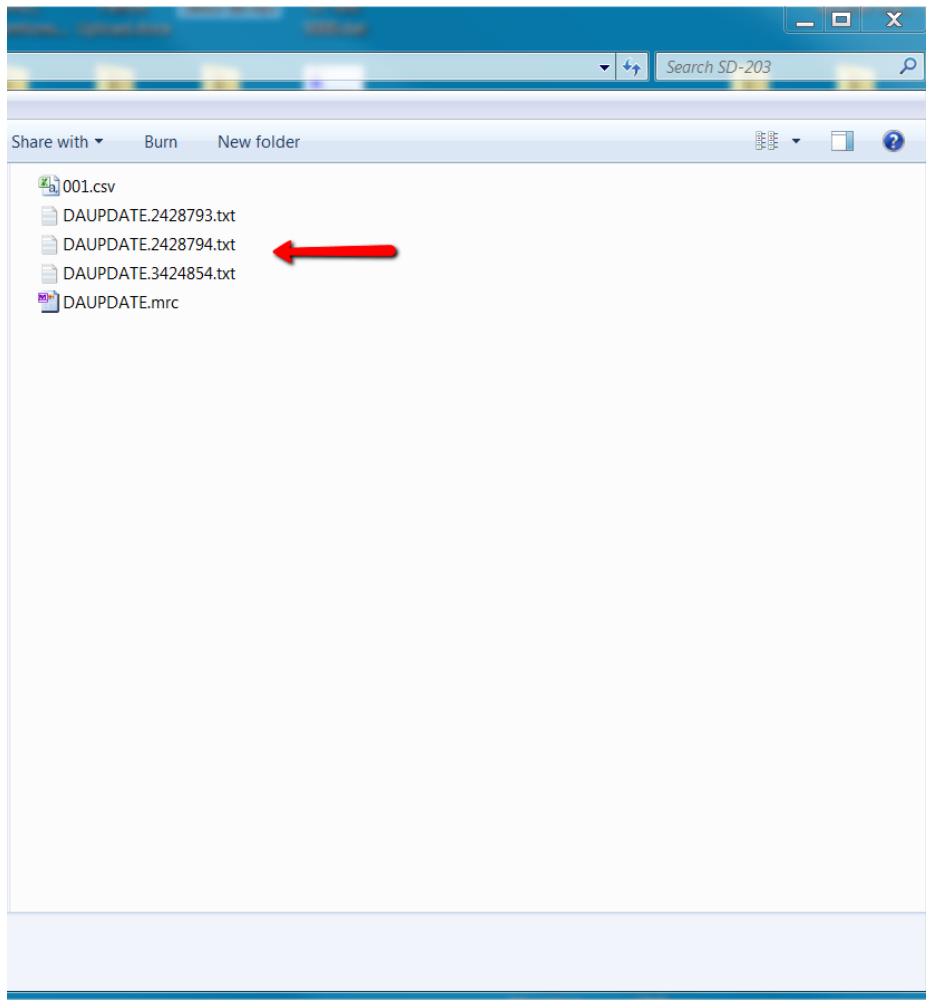 Search SD-203
Share with Burn New folder
001.csv
DAUPDATE.2428793.txt
DAUPDATE.2428794.txt
DAUPDATE.3424854.txt
DAUPDATE.mrc